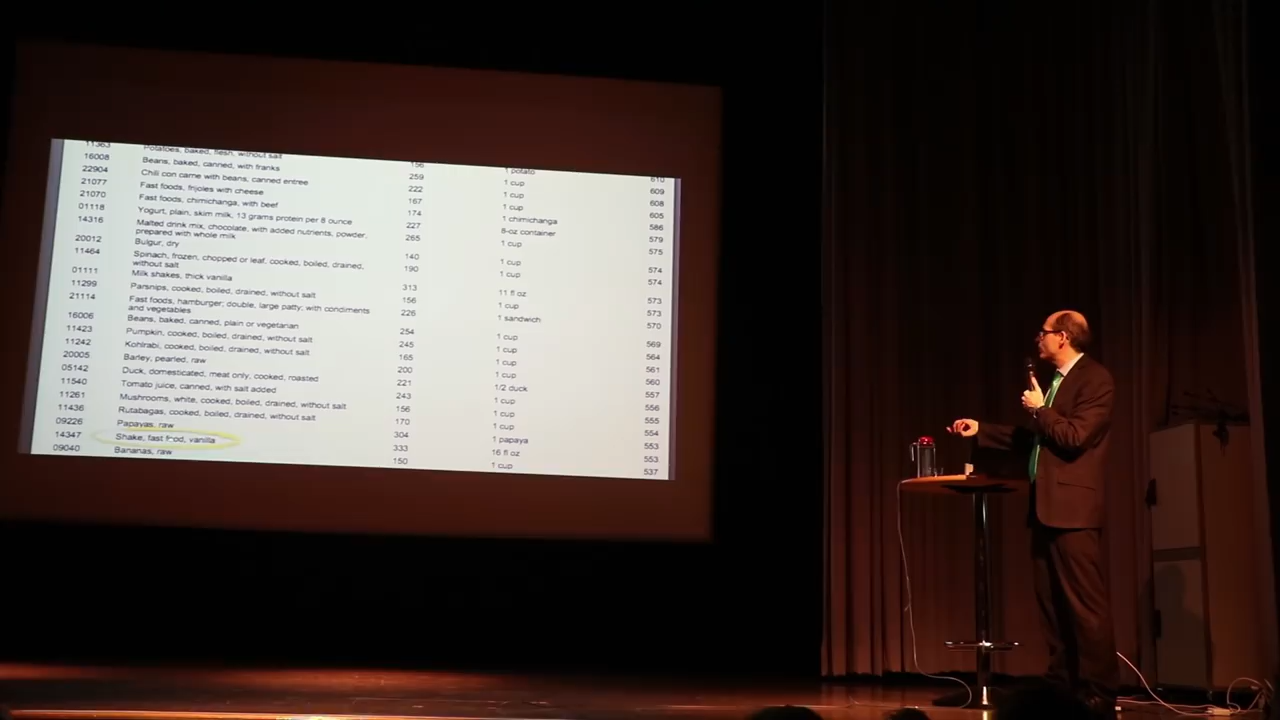 11363 Potatoes, baked, flesh, without salt 156 1 potato 610
16008 Beans, baked, canned, with franks 259 1 cup 609
22904 Chili con carne with beans, canned entree 222 1 cup 608
21077 Fast foods, frijoles with cheese 167 1 cup 605
21070 Fast foods, chimichanga, with beef 174 1 chimichanga 586
01118 Yogurt, plain, skim milk, 13 grams protein per 8 ounce 227 8-oz container 579
14316 Malted drink mix, chocolate, with added nutrients, powder, 265 1 cup 575
prepared with whole milk
20012 Bulgur, dry 140 1 cup 574
11464 Spinach, frozen, chopped or leaf, cooked, boiled, drained, 190 1 cup 574
without salt
01111 Milk shakes, thick vanilla 313 11 fl oz 573
11299 Parsnips, cooked, boiled, drained, without salt 156 1 cup 573
21114 Fast foods, hamburger; double, large patty; with condiments 226 1 sandwich 570
and vegetables
16006 Beans, baked, canned, plain or vegetarian 254 1 cup 569
11423 Pumpkin, cooked, boiled, drained, without salt 245 1 cup 564
11242 Kohlrabi, cooked, boiled, drained, without salt 165 1 cup 561
20005 Barley, pearled, raw 200 1 cup 560
05142 Duck, domesticated, meat only, cooked, roasted 221 1/2 duck 557
11540 Tomato juice, canned, with salt added 243 1 cup 556
11261 Mushrooms, white, cooked, boiled, drained, without salt 156 1 cup 555
11436 Rutabagas, cooked, boiled, drained, without salt 170 1 cup 554
09226 Papayas, raw 304 1 papaya 553
14347 Shake, fast food, vanilla 333 16 fl oz 553
09040 Bananas, raw 150 1 cup 537